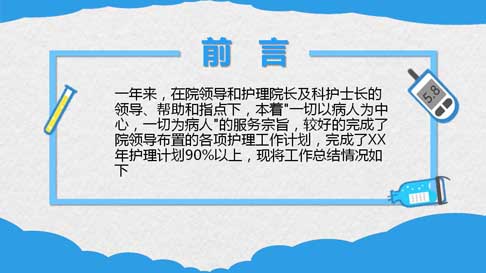 前 言
一年来，在院领导和护理院长及科护士长的
领导、帮助和指点下，本着"一切以病人为中
心，一切为病人"的服务宗旨，较好的完成了
院领导布置的各项护理工作计划，完成了XX
年护理计划90%以上，现将工作总结情况如
下
5.8